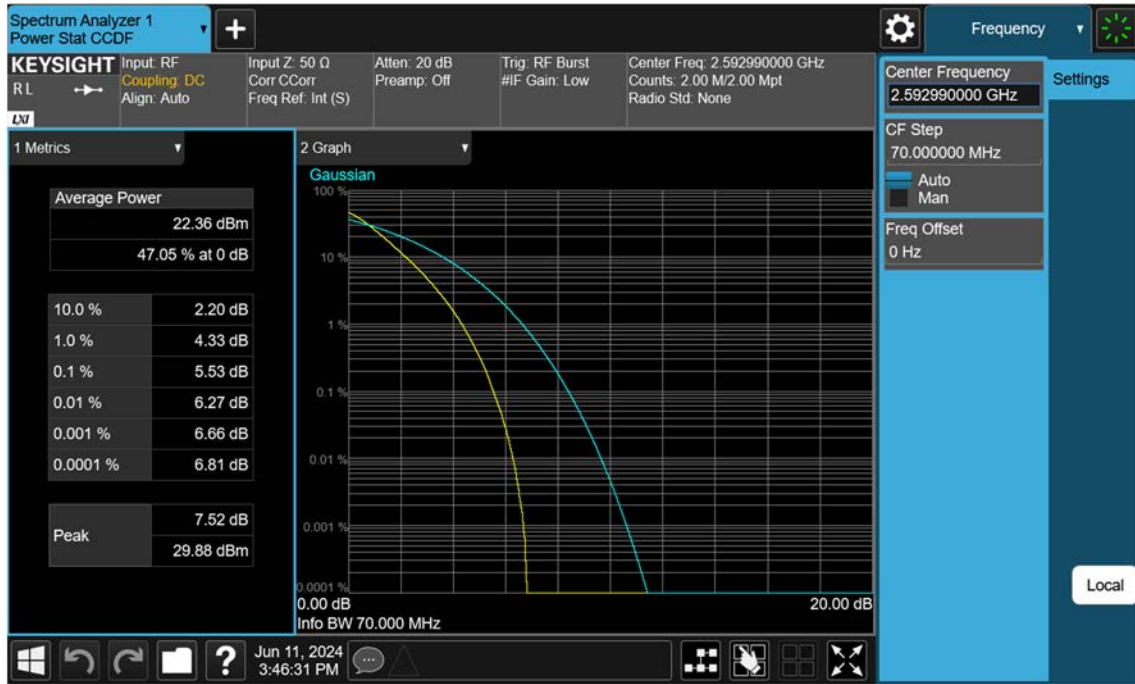 Spectrum Analyzer 1
Power Stat CCDF
Frequency
KEYSIGHT
RL
LXI
Input: RF
Coupling: DC
Align: Auto
Input Z: 50 Ω
Corr CCorr
Freq Ref: Int (S)
Atten: 20 dB
Preamp: Off
Trig: RF Burst
#IF Gain: Low
Center Freq: 2.592990000 GHz
Counts: 2.00 M/2.00 Mpt
Radio Std: None
Center Frequency
2.592990000 GHz
Settings
CF Step
70.000000 MHz
Auto
Man
Freq Offset
0 Hz
Local
1 Metrics
Average Power
22.36 dBm
47.05 % at 0 dB
10.0 % 2.20 dB
1.0 % 4.33 dB
0.1 % 5.53 dB
0.01 % 6.27 dB
0.001 % 6.66 dB
0.0001 % 6.81 dB
Peak
7.52 dB
29.88 dBm
2 Graph
Gaussian
100 %
10 %
1 %
0.1 %
0.01 %
0.001 %
0.0001 %
0.00 dB 20.00 dB
Info BW 70.000 MHz
?
Jun 11, 2024
3:46:31 PM